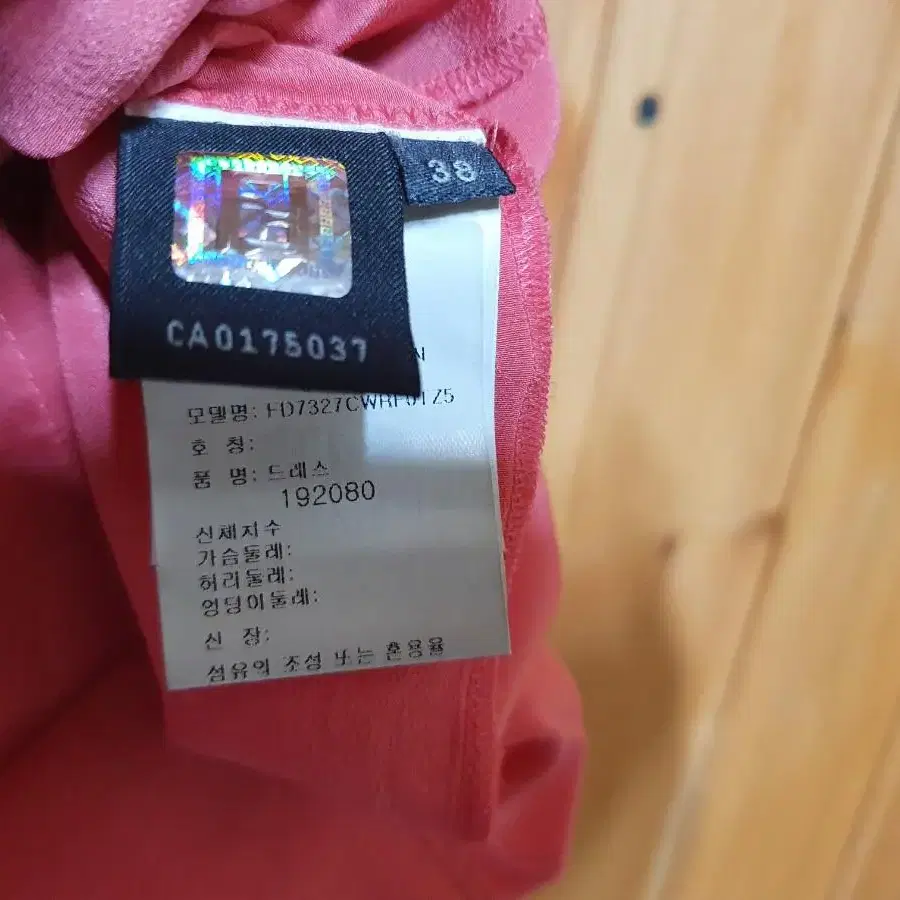 38
CA0175037
모델명: FD7327CWRF01Z5
호 칭:
품 명: 드레스
192080
신체지수
가슴둘레:
허리둘레:
엉덩이둘레:
신 장:
섬유의 조성 또는 혼용율